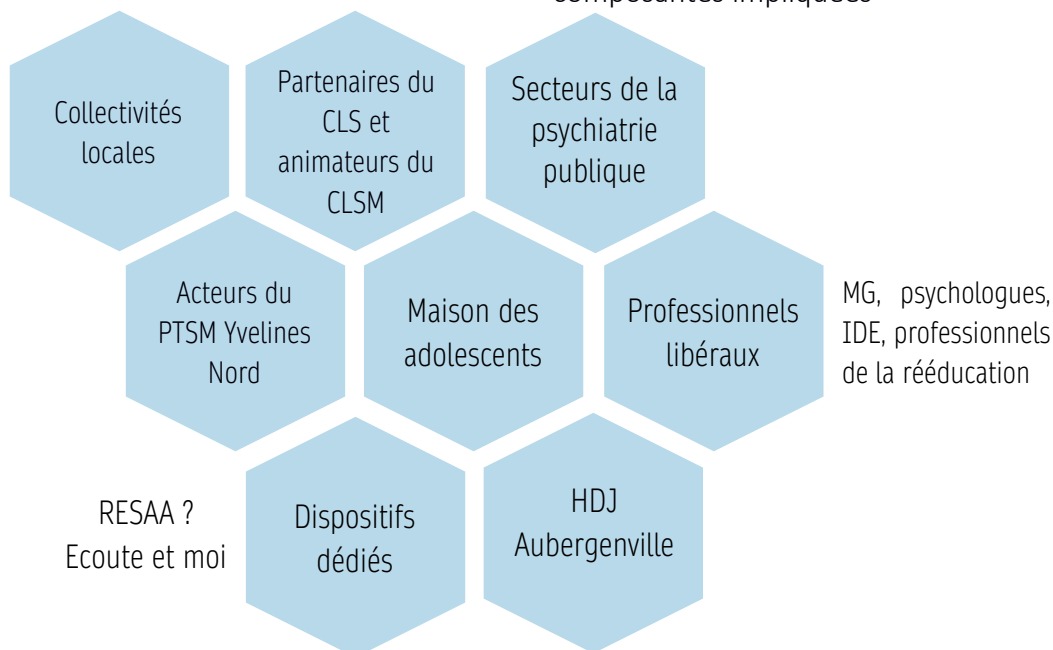 composantes impliquées
Collectivités
locales
Partenaires du
CLS et
animateurs du
CLSM
Secteurs de la
psychiatrie
publique
Acteurs du
PTSM Yvelines
Nord
Maison des
adolescents
Professionnels
libéraux
MG, psychologues,
IDE, professionnels
de la rééducation
RESAA ?
Ecoute et moi
Dispositifs
dédiés
HDJ
Aubergenville